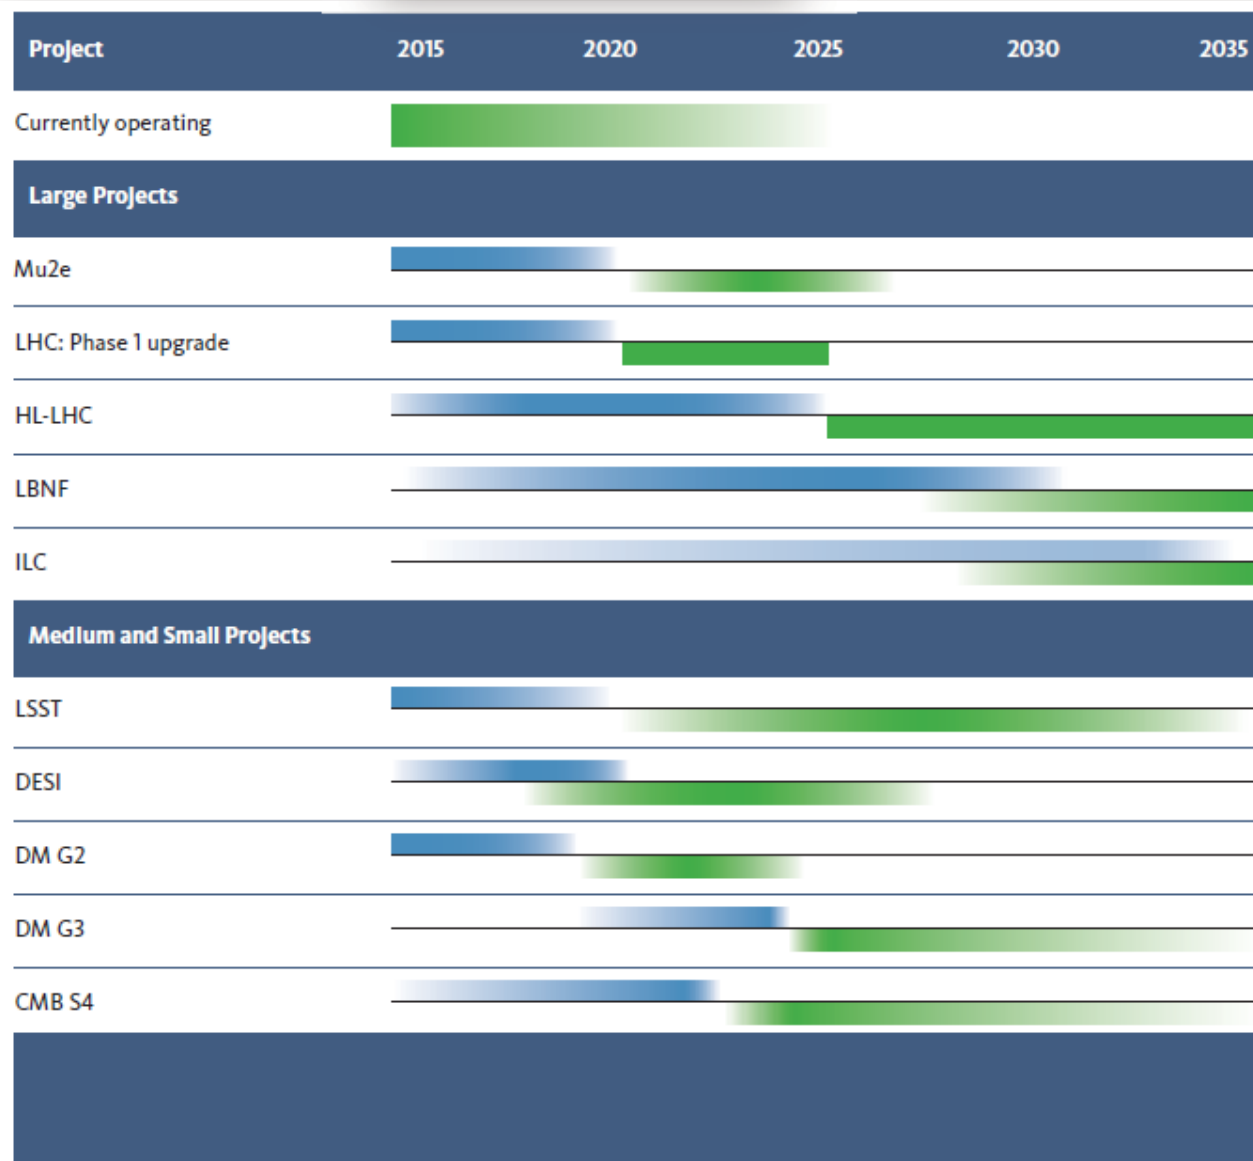 Project 2015 2020 2025 2030 2035
Currently operating
Large Projects
Mu2e
LHC: Phase 1 upgrade
HL-LHC
LBNF
ILC
Medium and Small Projects
LSST
DESI
DM G2
DM G3
CMB S4